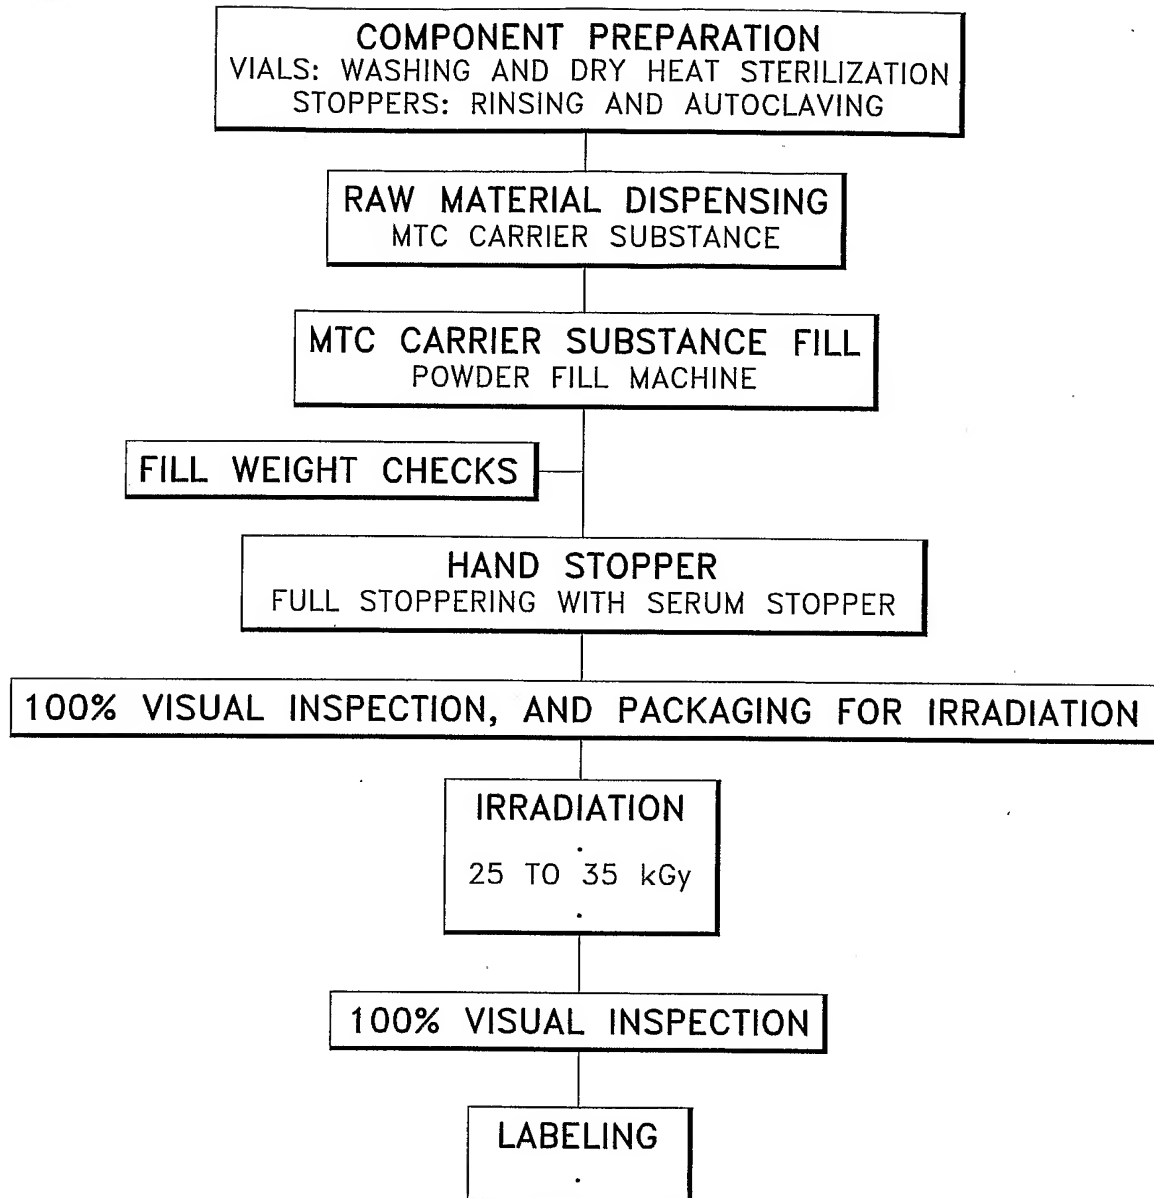 COMPONENT PREPARATION
VIALS: WASHING AND DRY HEAT STERILIZATION
STOPPERS: RINSING AND AUTOCLAVING
RAW MATERIAL DISPENSING
MTC CARRIER SUBSTANCE
MTC CARRIER SUBSTANCE FILL
POWDER FILL MACHINE
FILL WEIGHT CHECKS
HAND STOPPER
FULL STOPPERING WITH SERUM STOPPER
100% VISUAL INSPECTION, AND PACKAGING FOR IRRADIATION
IRRADIATION
.
25 TO 35 kGy
.
100% VISUAL INSPECTION
LABELING
.